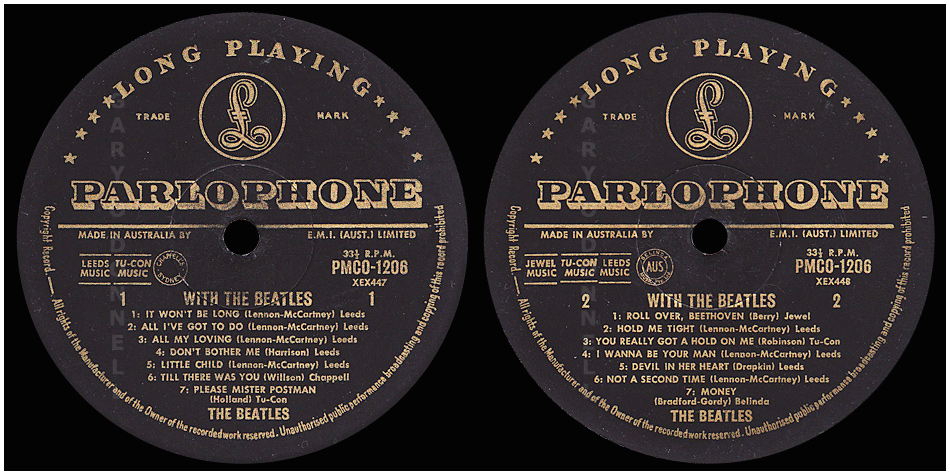 LONG PLAYING
TRADE MARK
£
PARLOPHONE
MADE IN AUSTRALIA BY E.M.I. (AUST.) LIMITED
LEEDS MUSIC TU-CON MUSIC
CHAPPELL SYDNEY
33⅓ R.P.M.
PMCO-1206
XEX447
1 WITH THE BEATLES 1
1: IT WON'T BE LONG (Lennon-McCartney) Leeds
2: ALL I'VE GOT TO DO (Lennon-McCartney) Leeds
3: ALL MY LOVING (Lennon-McCartney) Leeds
4: DON'T BOTHER ME (Harrison) Leeds
5: LITTLE CHILD (Lennon-McCartney) Leeds
6: TILL THERE WAS YOU (Willson) Chappell
7: PLEASE MISTER POSTMAN
(Holland) Tu-Con
THE BEATLES
Copyright Record. — All rights of the Manufacturer and of the Owner of the recorded work reserved. Unauthorised public performance broadcasting and copying of this record prohibited
LONG PLAYING
TRADE MARK
£
PARLOPHONE
MADE IN AUSTRALIA BY E.M.I. (AUST.) LIMITED
JEWEL MUSIC TU-CON MUSIC LEEDS MUSIC
BELINDA AUS
33⅓ R.P.M.
PMCO-1206
XEX448
2 WITH THE BEATLES 2
1: ROLL OVER, BEETHOVEN (Berry) Jewel
2: HOLD ME TIGHT (Lennon-McCartney) Leeds
3: YOU REALLY GOT A HOLD ON ME (Robinson) Tu-Con
4: I WANNA BE YOUR MAN (Lennon-McCartney) Leeds
5: DEVIL IN HER HEART (Drapkin) Leeds
6: NOT A SECOND TIME (Lennon-McCartney) Leeds
7: MONEY
(Bradford-Gordy) Belinda
THE BEATLES
Copyright Record. — All rights of the Manufacturer and of the Owner of the recorded work reserved. Unauthorised public performance broadcasting and copying of this record prohibited